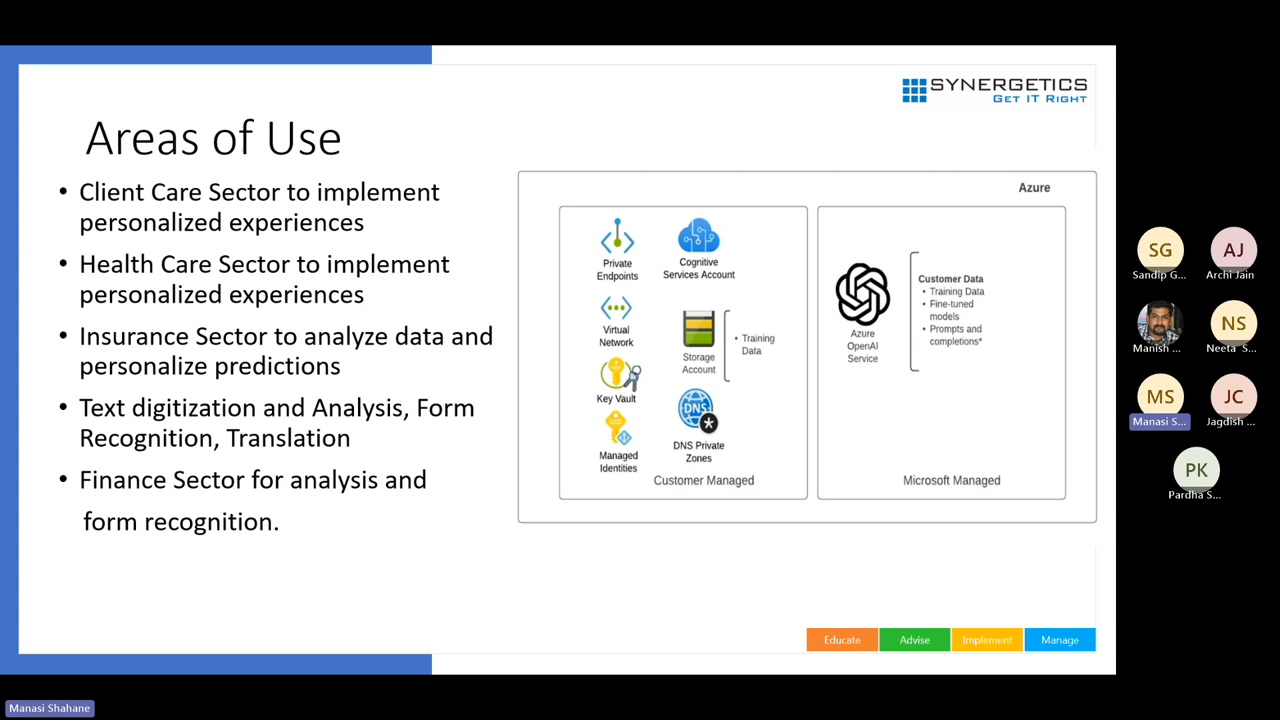 SYNERGETICS
GET IT RIGHT
Areas of Use
• Client Care Sector to implement
personalized experiences
• Health Care Sector to implement
personalized experiences
• Insurance Sector to analyze data and
personalize predictions
• Text digitization and Analysis, Form
Recognition, Translation
• Finance Sector for analysis and
form recognition.
Azure
Private
Endpoints
Cognitive
Services Account
Virtual
Network
Storage
Account
• Training
Data
Key Vault
DNS
DNS Private
Zones
Managed
Identities
Customer Managed
Azure
OpenAI
Service
Customer Data
• Training Data
• Fine-tuned
models
• Prompts and
completions*
Microsoft Managed
Educate
Advise
Implement
Manage
SG
Sandip G...
AJ
Archi Jain
Manish ...
NS
Neeta S...
MS
Manasi S...
JC
Jagdish ...
PK
Pardha S...
Manasi Shahane